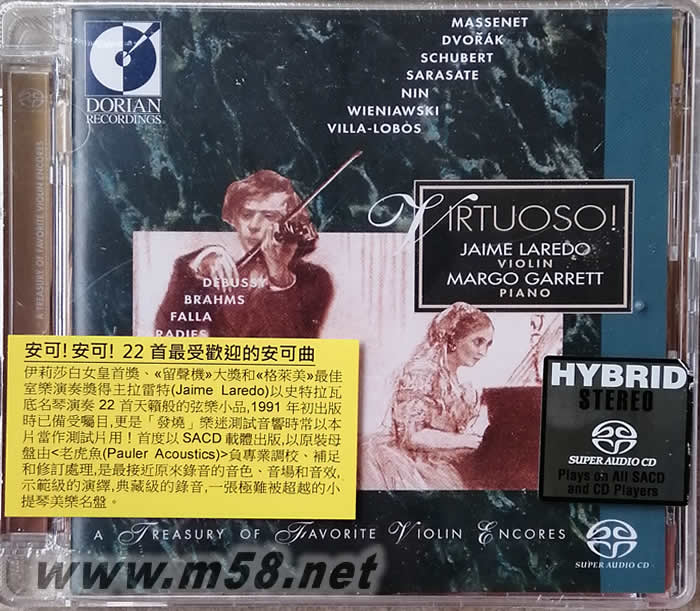 MASSENET
DVOŘÁK
SCHUBERT
SARASATE
NIN
WIENIAWSKI
VILLA-LOBOS
DORIAN
RECORDINGS
A TREASURY OF FAVORITE VIOLIN ENCORES
VIRTUOSO!
JAIME LAREDO
VIOLIN
MARGO GARRETT
PIANO
DEBUSSY
BRAHMS
FALLA
安可! 安可! 22 首最受歡迎的安可曲
伊莉莎白女皇首獎、«留聲機»大獎和«格萊美»最佳
室樂演奏獎得主拉雷特(Jaime Laredo)以史特拉瓦
底名琴演奏 22 首天籟般的弦樂小品,1991 年初出版
時已備受矚目,更是「發燒」樂迷測試音響時常以本
片當作測試片用！首度以 SACD 載體出版,以原裝母
盤由<老虎魚(Pauler Acoustics)>負專業調校、補足
和修訂處理,是最接近原來錄音的音色、音場和音效,
示範級的演繹,典藏級的錄音,一張極難被超越的小
提琴美樂名盤。
HYBRID
STEREO
SUPER AUDIO CD
Plays on All SACD
and CD Players
A TREASURY OF FAVORITE VIOLIN ENCORES
SUPER AUDIO CD
www.m58.net